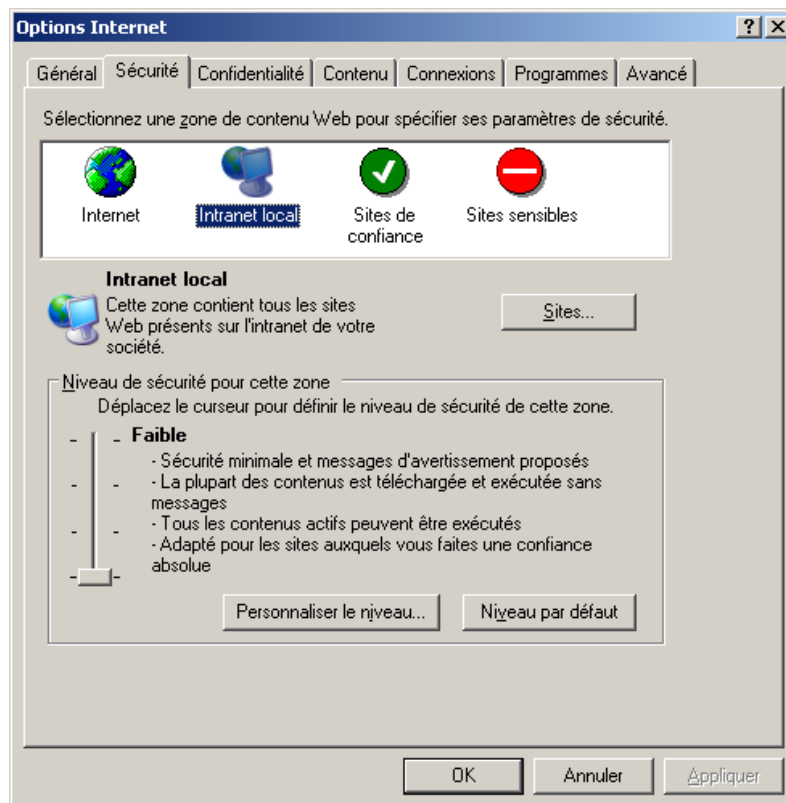 Options Internet
Général Sécurité Confidentialité Contenu Connexions Programmes Avancé
Sélectionnez une zone de contenu Web pour spécifier ses paramètres de sécurité.
Internet Intranet local Sites de Sites sensibles
confiance
Intranet local
Cette zone contient tous les sites
Web présents sur l'intranet de votre
société.
Sites...
Niveau de sécurité pour cette zone
Déplacez le curseur pour définir le niveau de sécurité de cette zone.
Faible
- Sécurité minimale et messages d'avertissement proposés
- La plupart des contenus est téléchargée et exécutée sans
messages
- Tous les contenus actifs peuvent être exécutés
- Adapté pour les sites auxquels vous faites une confiance
absolue
Personnaliser le niveau... Niveau par défaut
OK Annuler Appliquer